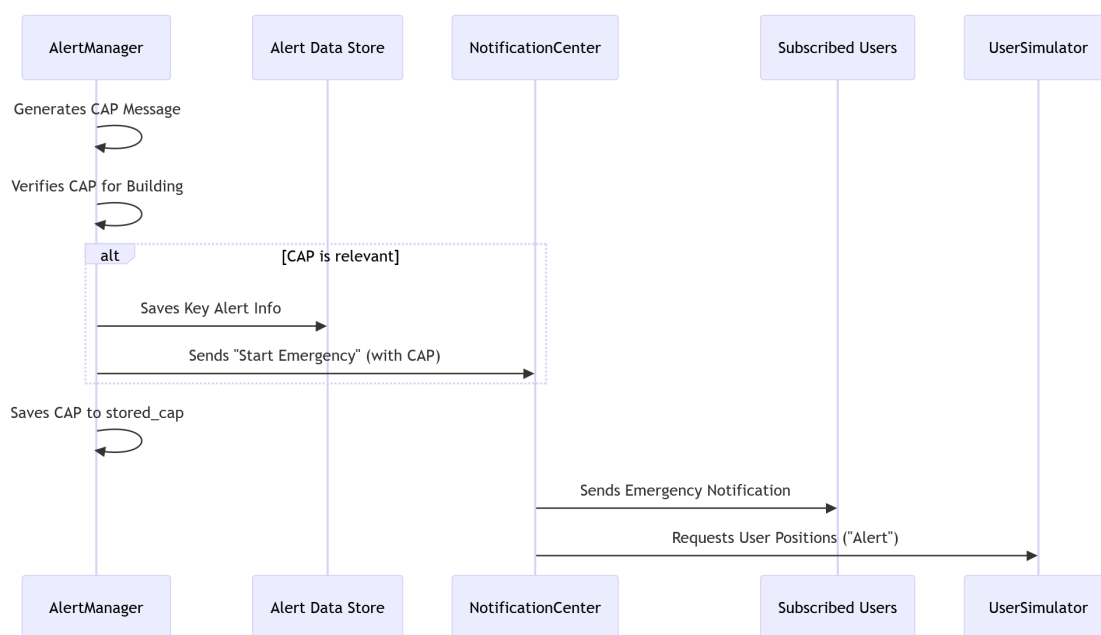 AlertManager
Alert Data Store
NotificationCenter
Subscribed Users
UserSimulator
Generates CAP Message
Verifies CAP for Building
alt
[CAP is relevant]
Saves Key Alert Info
Sends "Start Emergency" (with CAP)
Saves CAP to stored_cap
Sends Emergency Notification
Requests User Positions ("Alert")
AlertManager
Alert Data Store
NotificationCenter
Subscribed Users
UserSimulator